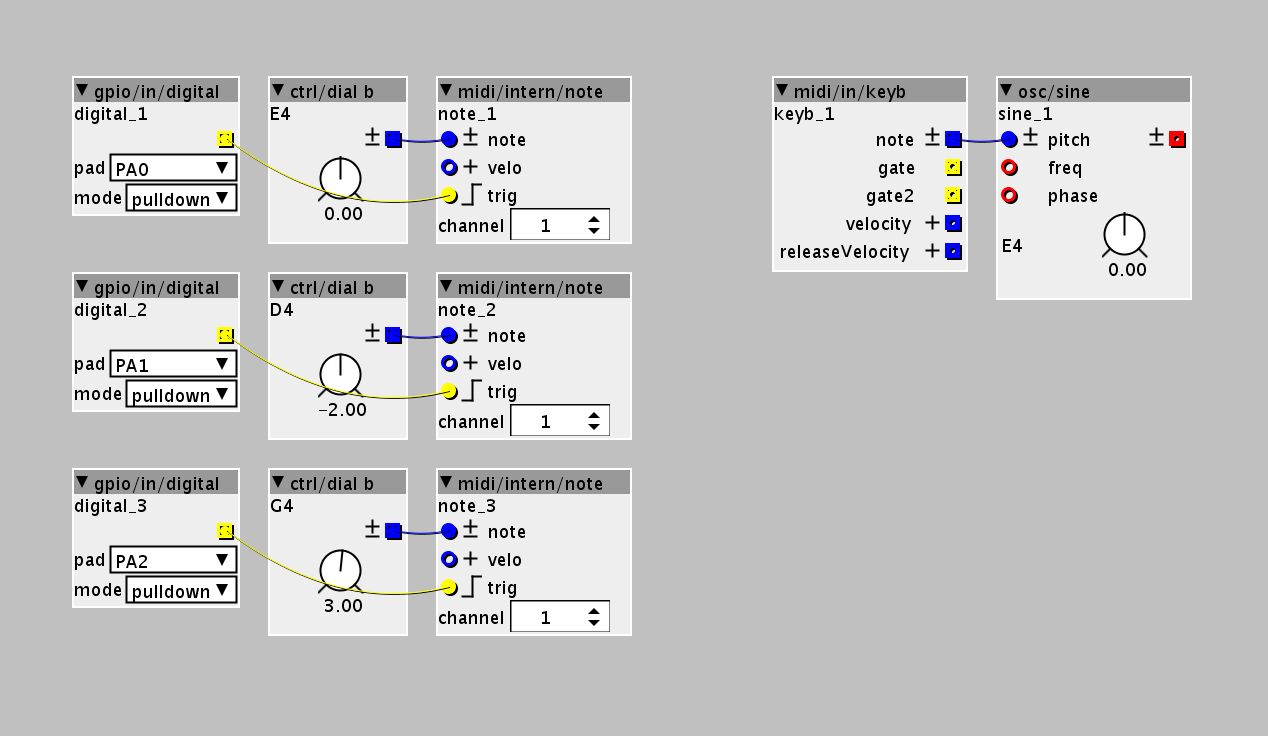 gpio/in/digital
digital_1
pad PA0
mode pulldown
ctrl/dial b
E4
±
0.00
midi/intern/note
note_1
± note
+ velo
trig
channel 1
midi/in/keyb
keyb_1
note ±
gate
gate2
velocity +
releaseVelocity +
osc/sine
sine_1
± pitch ±
freq
phase
E4
0.00
gpio/in/digital
digital_2
pad PA1
mode pulldown
ctrl/dial b
D4
±
-2.00
midi/intern/note
note_2
± note
+ velo
trig
channel 1
gpio/in/digital
digital_3
pad PA2
mode pulldown
ctrl/dial b
G4
±
3.00
midi/intern/note
note_3
± note
+ velo
trig
channel 1